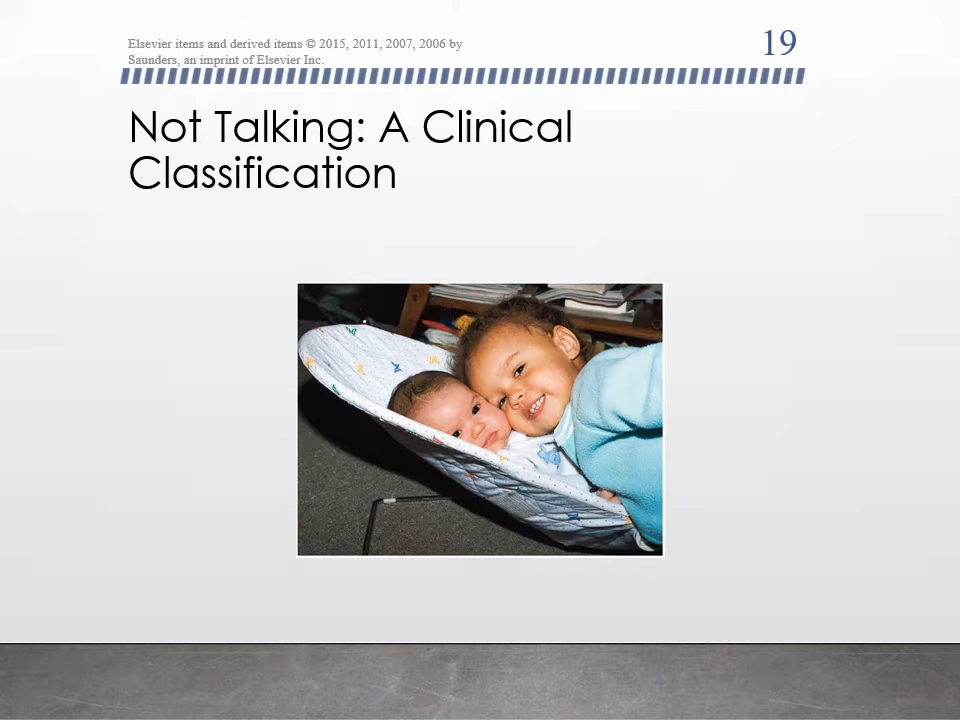 Elsevier items and derived items © 2015, 2011, 2007, 2006 by
Saunders, an imprint of Elsevier Inc.
19
Not Talking: A Clinical
Classification